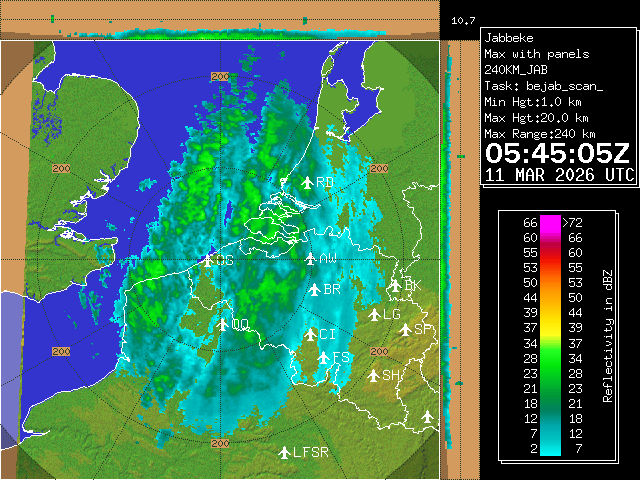 10.7
Jabbeke
Max with panels
240KM_JAB
Task: bejab_scan_
Min Hgt:1.0 km
Max Hgt:20.0 km
Max Range:240 km
05:45:05Z
11 MAR 2026 UTC
200
200
200
RD
OS
AW
BR
BK
LG
QO
SP
CI
FS
200
200
SH
200
LFSR
66 >72
60 66
55 60
53 55
50 53
44 50
39 44
37 39
34 37
28 34
23 28
21 23
18 21
12 18
7 12
2 7
Reflectivity in dBZ